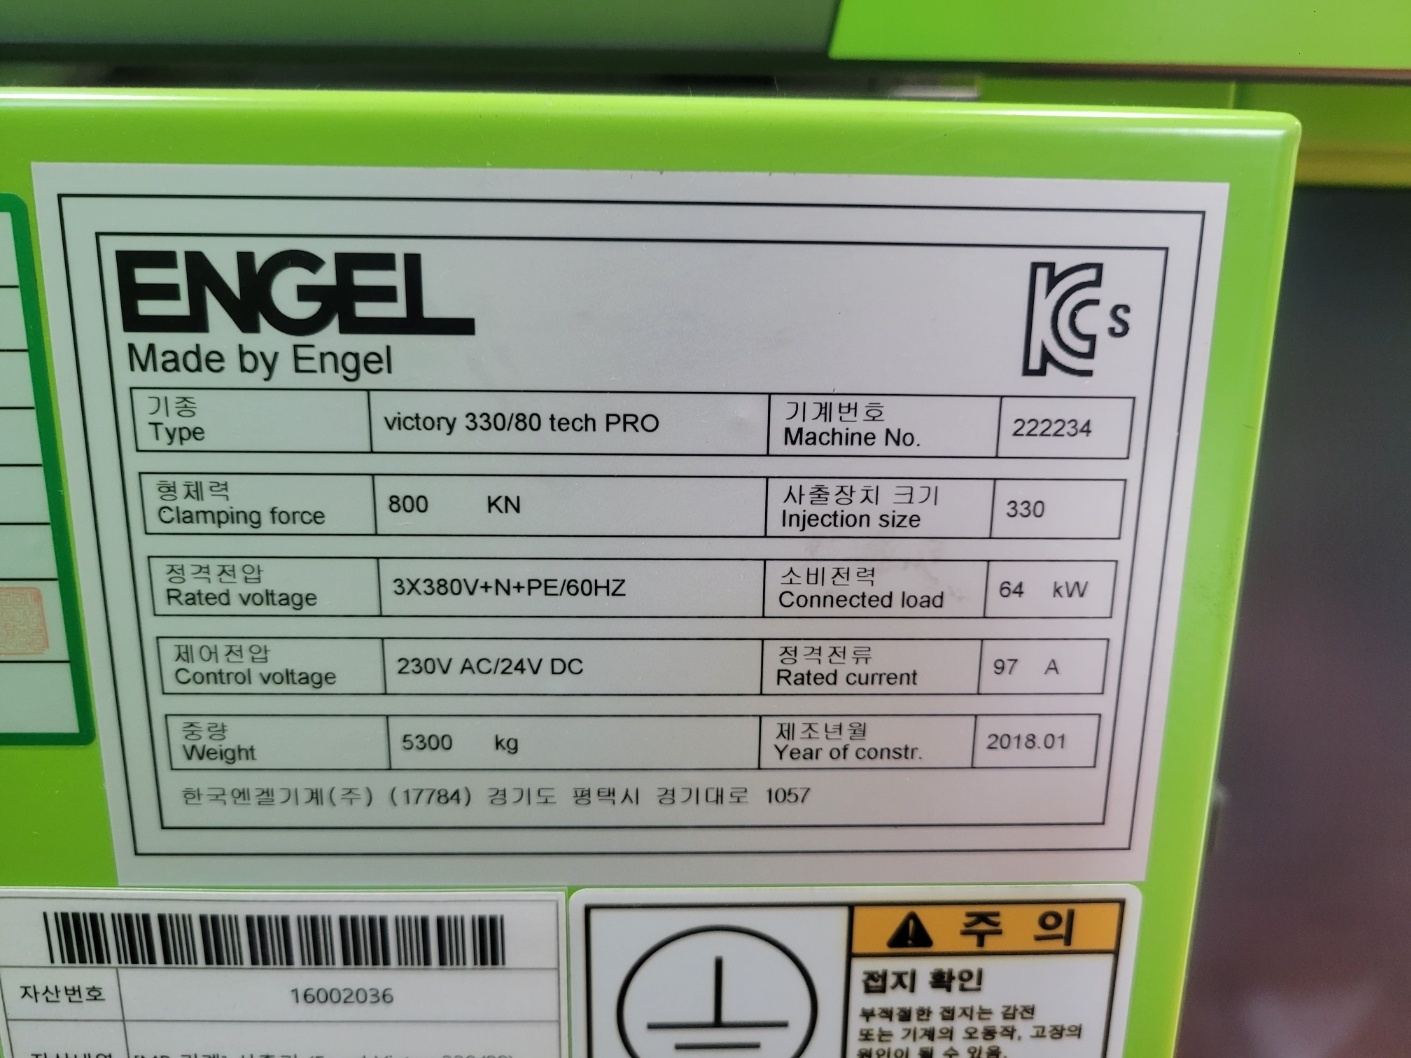 ENGEL
Made by Engel
KCs
기종
Type
victory 330/80 tech PRO
기계번호
Machine No.
222234
형체력
Clamping force
800 KN
사출장치 크기
Injection size
330
정격전압
Rated voltage
3X380V+N+PE/60HZ
소비전력
Connected load
64 kW
제어전압
Control voltage
230V AC/24V DC
정격전류
Rated current
97 A
중량
Weight
5300 kg
제조년월
Year of constr.
2018.01
한국엔겔기계(주) (17784) 경기도 평택시 경기대로 1057
자산번호
16002036
주 의
접지 확인
부적절한 접지는 감전
또는 기계의 오동작, 고장의
원인이 될 수 있음.